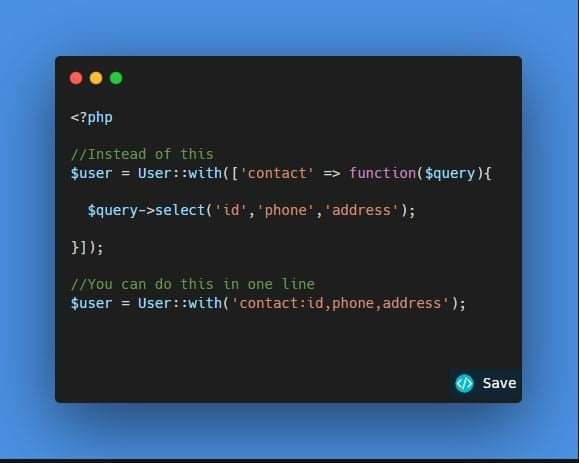 <?php
//Instead of this
$user = User::with(['contact' => function($query){
$query->select('id','phone','address');
}]);
//You can do this in one line
$user = User::with('contact:id,phone,address');
</> Save